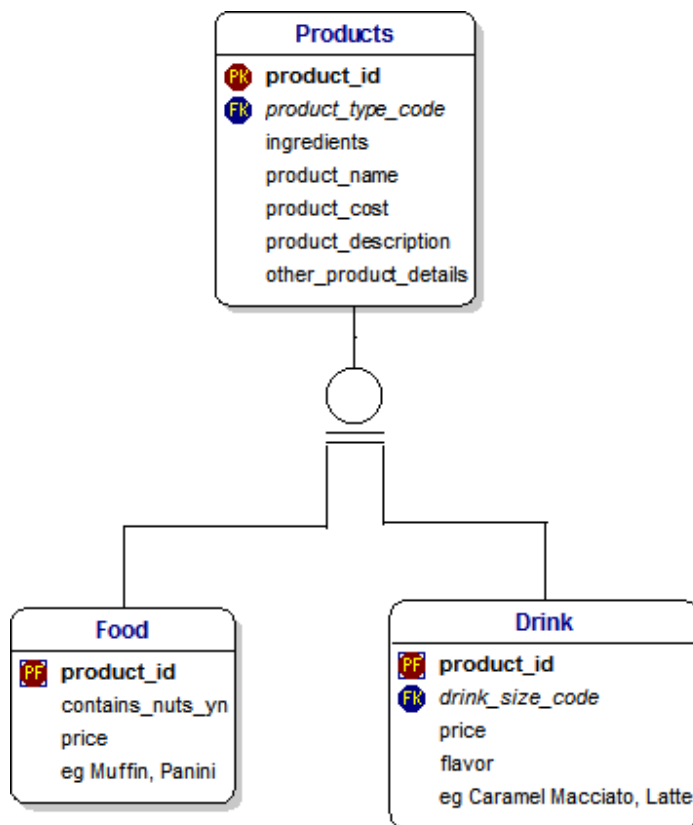 Products
PK product_id
FK product_type_code
ingredients
product_name
product_cost
product_description
other_product_details
Food
PF product_id
contains_nuts_yn
price
eg Muffin, Panini
Drink
PF product_id
FK drink_size_code
price
flavor
eg Caramel Macciato, Latte